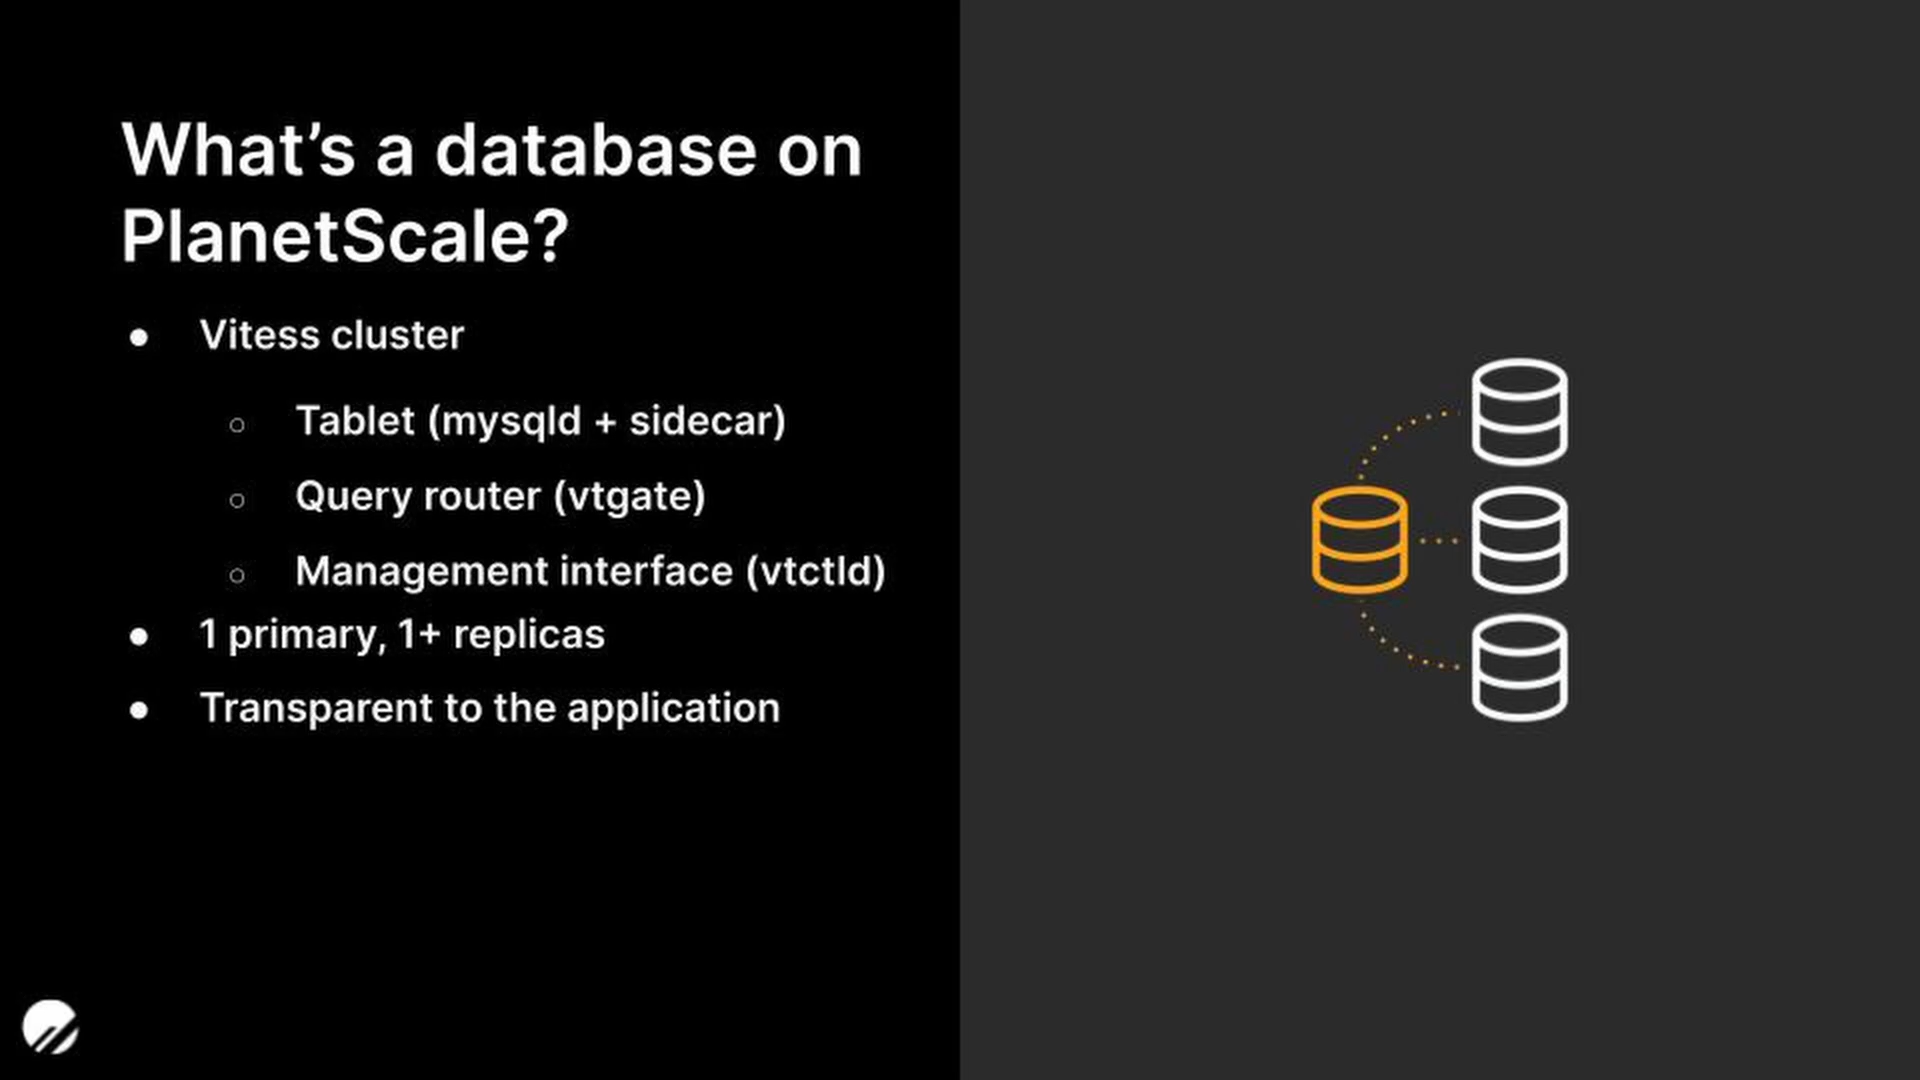 What’s a database on
PlanetScale?
● Vitess cluster
○ Tablet (mysqld + sidecar)
○ Query router (vtgate)
○ Management interface (vtctld)
● 1 primary, 1+ replicas
● Transparent to the application